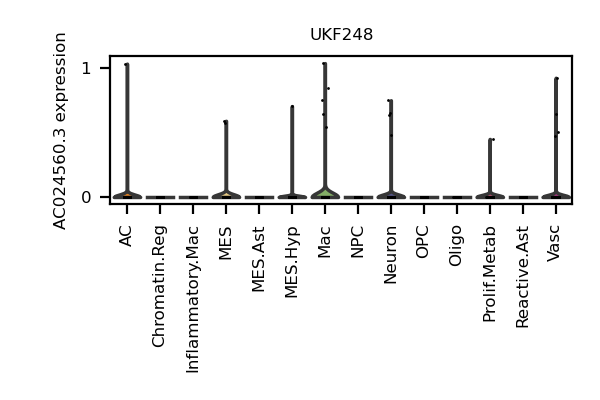 UKF248
AC024560.3 expression
1
0
AC
Chromatin.Reg
Inflammatory.Mac
MES
MES.Ast
MES.Hyp
Mac
NPC
Neuron
OPC
Oligo
Prolif.Metab
Reactive.Ast
Vasc